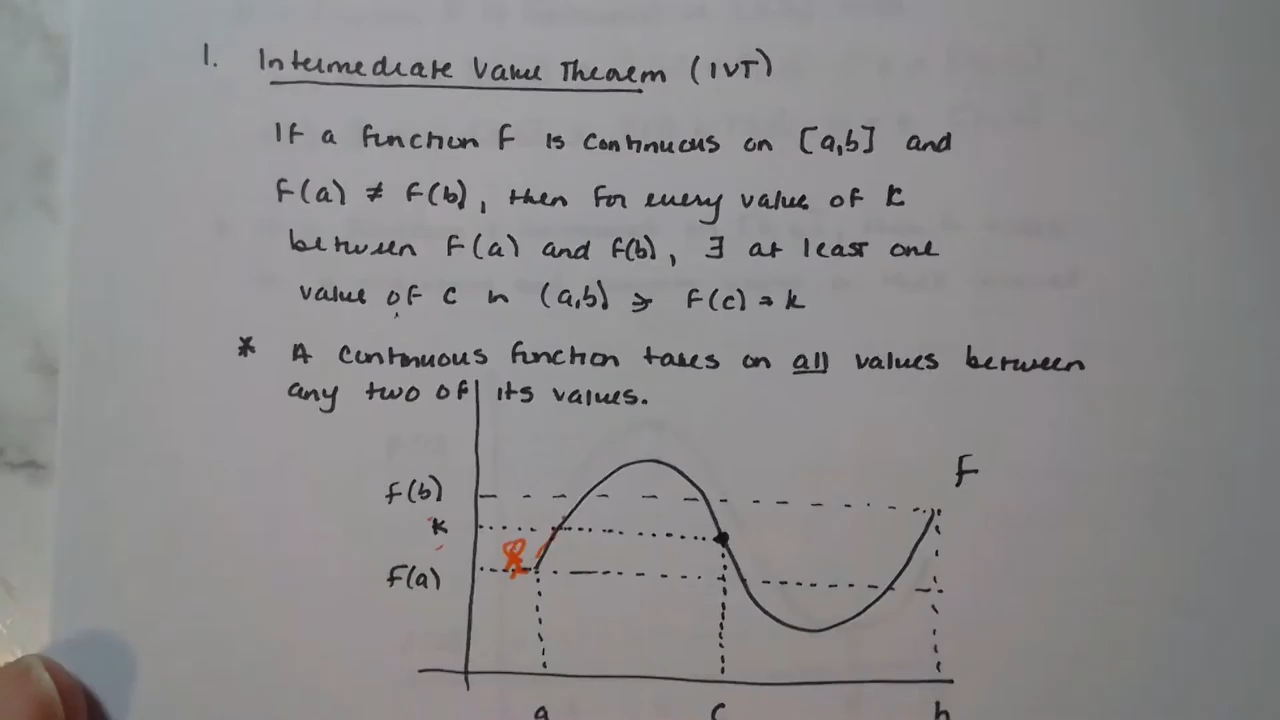 1. Intermediate Value Theorem (IVT)
If a function f is continuous on [a,b] and
f(a) ≠ f(b), then for every value of k
between f(a) and f(b), ∃ at least one
value of c in (a,b) ∋ f(c) = k
* A continuous function takes on all values between
any two of its values.
f
f(b)
k
f(a)
a c b